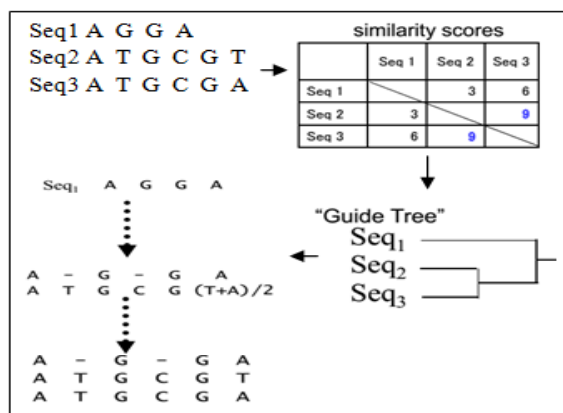 Seq1 A G G A
Seq2 A T G C G T
Seq3 A T G C G A
similarity scores
Seq 1 Seq 2 Seq 3
Seq 1 3 6
Seq 2 3 9
Seq 3 6 9
"Guide Tree"
Seq1
Seq2
Seq3
Seq1 A G G A
A – G – G A
A T G C G (T+A)/2
A – G – G A
A T G C G T
A T G C G A